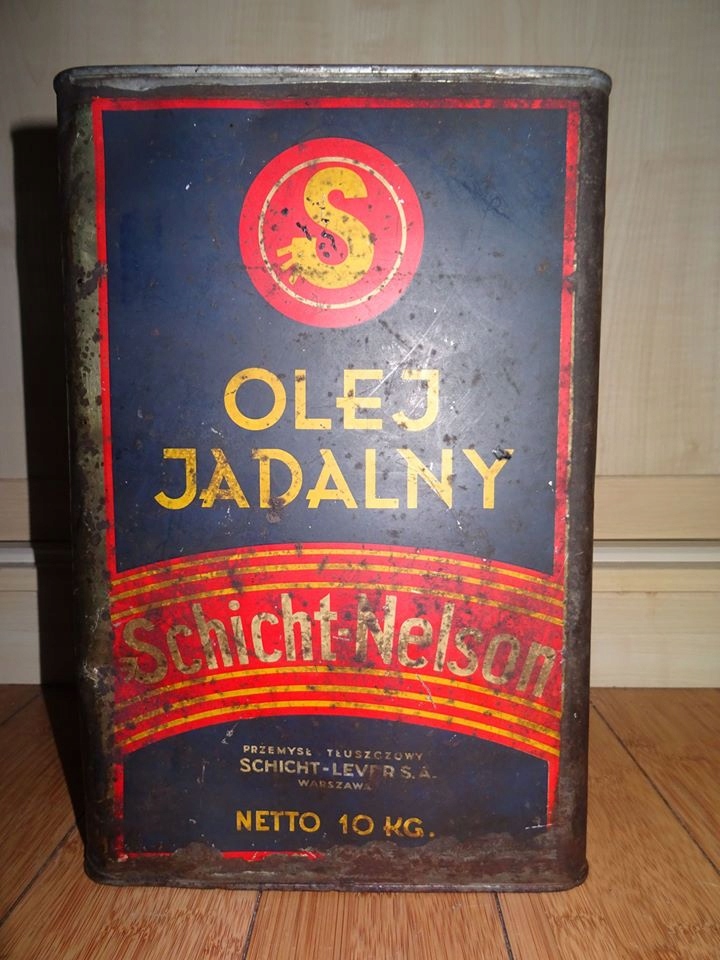 S
OLEJ
JADALNY
Schicht-Nelson
PRZEMYSŁ TŁUSZCZOWY
SCHICHT-LEVER S.A.
WARSZAWA
NETTO 10 KG.